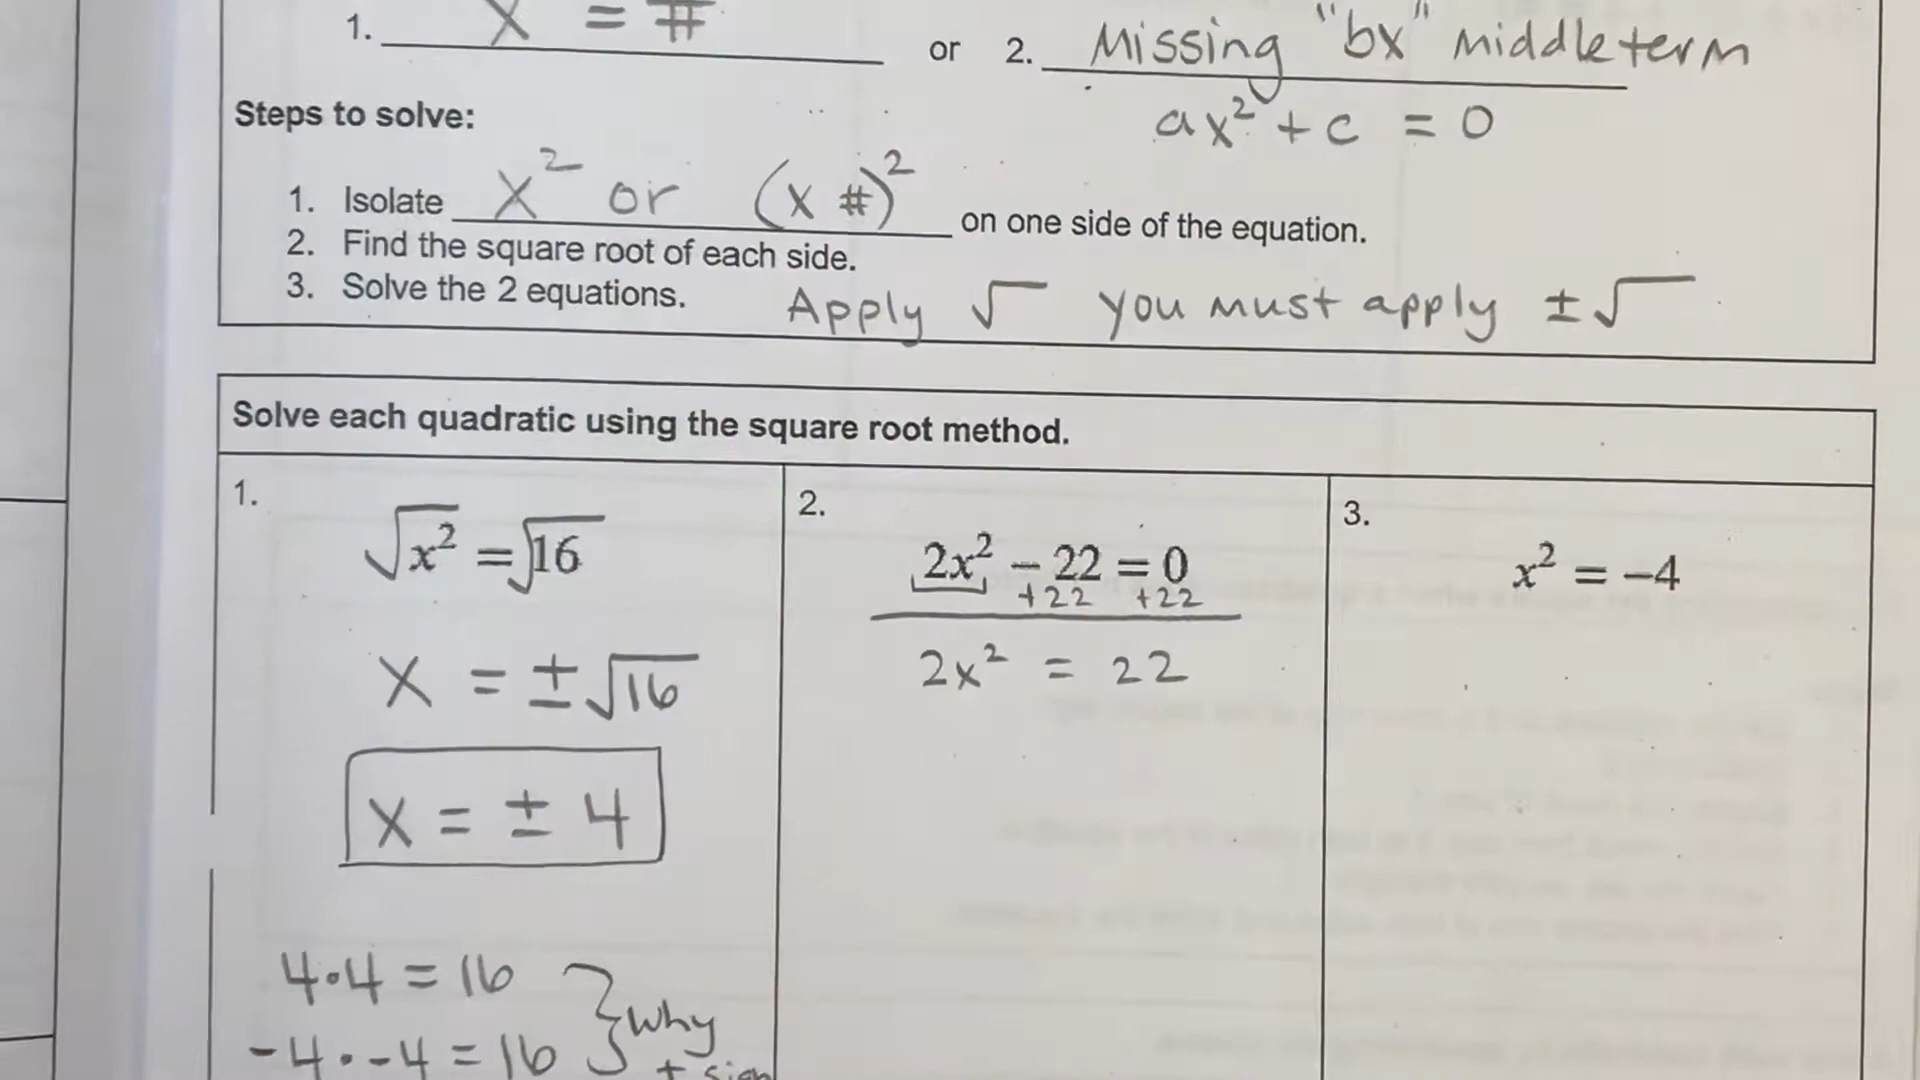 1. X = # or 2. Missing "bx" middle term
ax² + c = 0
Steps to solve:
1. Isolate X² or (x #)² on one side of the equation.
2. Find the square root of each side.
3. Solve the 2 equations. Apply √ you must apply ±√
Solve each quadratic using the square root method.
1.
√x² = √16
X = ±√16
X = ± 4
4·4 = 16
-4·-4 = 16
} why
± sign
2.
2x² − 22 = 0
+22 +22
2x² = 22
3.
x² = −4